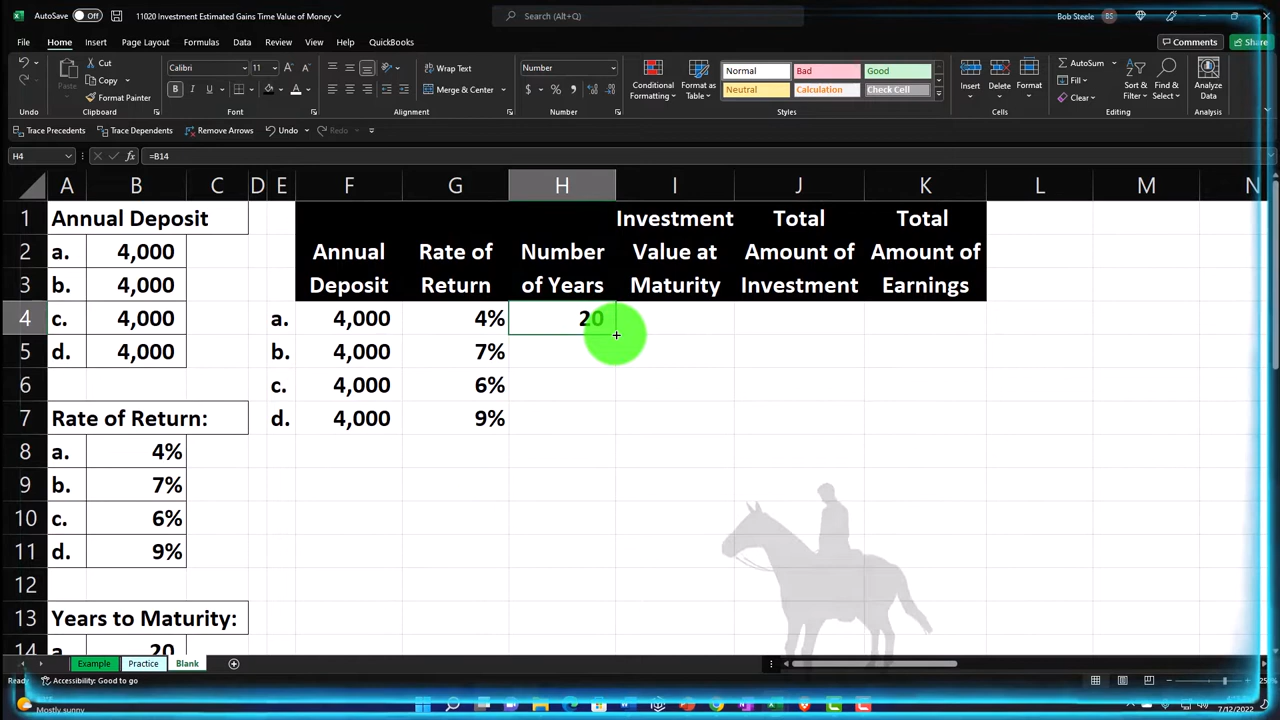 AutoSave Off 11020 Investment Estimated Gains Time Value of Money Search (Alt+Q) Bob Steele BS
File Home Insert Page Layout Formulas Data Review View Help QuickBooks Comments Share
Cut Calibri 11 Wrap Text Number Normal Bad Good AutoSum
Paste Copy Conditional Format as Insert Delete Format Fill Sort & Find & Analyze
Format Painter Merge & Center Formatting Table Neutral Calculation Check Cell Clear Filter Select Data
Undo Clipboard Font Alignment Number Styles Cells Editing Analysis
Trace Precedents Trace Dependents Remove Arrows Undo Redo
H4 fx =B14
A B C D E F G H I J K L M N
1 Annual Deposit Investment Total Total
2 a. 4,000 Annual Rate of Number Value at Amount of Amount of
3 b. 4,000 Deposit Return of Years Maturity Investment Earnings
4 c. 4,000 a. 4,000 4% 20
5 d. 4,000 b. 4,000 7%
6 c. 4,000 6%
7 Rate of Return: d. 4,000 9%
8 a. 4%
9 b. 7%
10 c. 6%
11 d. 9%
12
13 Years to Maturity:
14 a. 20
Example Practice Blank
Accessibility: Good to go
Mostly sunny 7/12/2022